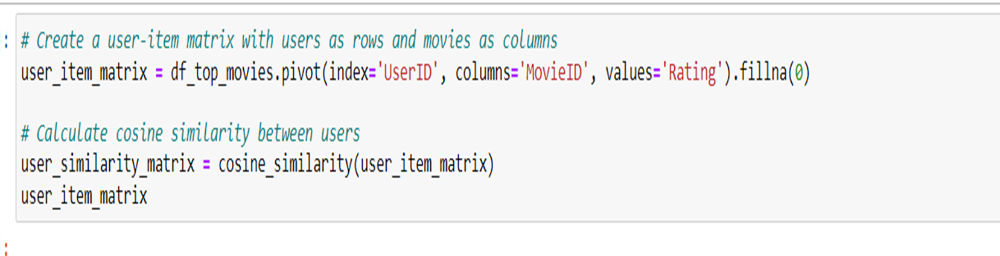 :
# Create a user-item matrix with users as rows and movies as columns
user_item_matrix = df_top_movies.pivot(index='UserID', columns='MovieID', values='Rating').fillna(0)
# Calculate cosine similarity between users
user_similarity_matrix = cosine_similarity(user_item_matrix)
user_item_matrix
: